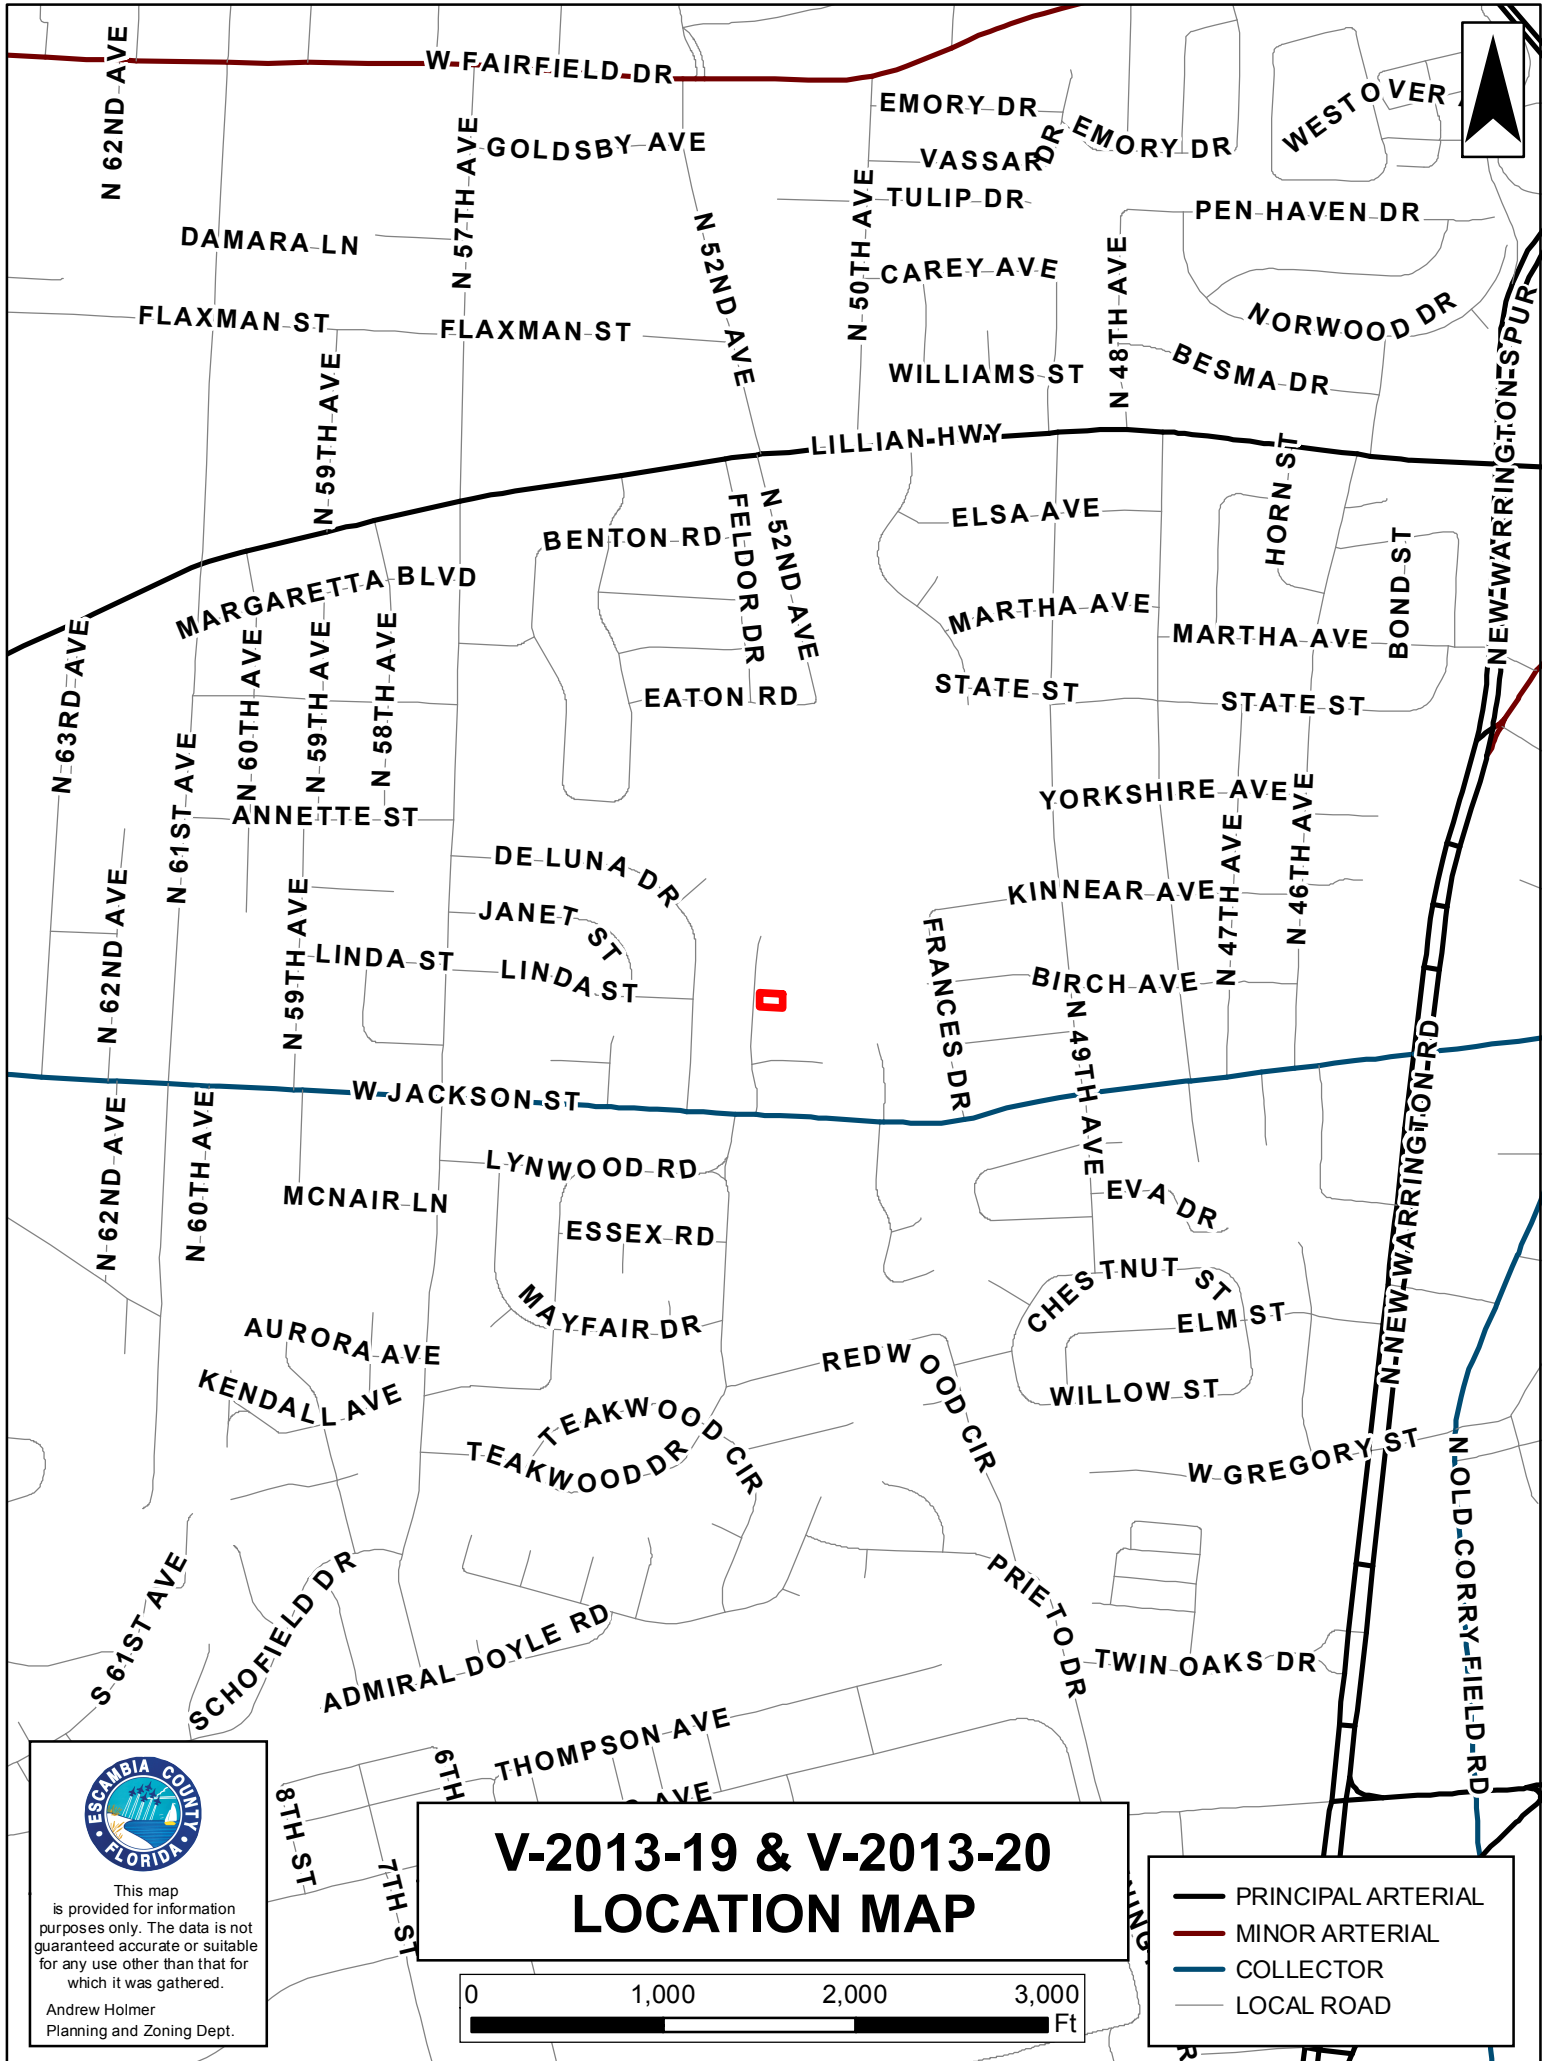 N 62ND AVE
W FAIRFIELD DR
N 57TH AVE
GOLDSBY AVE
EMORY DR
VASSAR DR
EMORY DR
WESTOVER
TULIP DR
PEN HAVEN DR
N 50TH AVE
DAMARA LN
N 52ND AVE
CAREY AVE
N 48TH AVE
NORWOOD DR
FLAXMAN ST
FLAXMAN ST
N 59TH AVE
WILLIAMS ST
BESMA DR
NEW WARRINGTON SPUR
LILLIAN HWY
HORN ST
N 52ND AVE
FELDOR DR
BENTON RD
ELSA AVE
BOND ST
MARGARETTA BLVD
MARTHA AVE
MARTHA AVE
N 63RD AVE
N 60TH AVE
N 59TH AVE
N 58TH AVE
EATON RD
STATE ST
STATE ST
N 61ST AVE
ANNETTE ST
YORKSHIRE AVE
N 47TH AVE
N 46TH AVE
DE LUNA DR
N 62ND AVE
N 59TH AVE
JANET ST
KINNEAR AVE
FRANCES DR
LINDA ST
LINDA ST
BIRCH AVE
N 49TH AVE
W JACKSON ST
N 62ND AVE
N 60TH AVE
N NEW WARRINGTON RD
LYNWOOD RD
MCNAIR LN
EVA DR
ESSEX RD
CHESTNUT ST
MAYFAIR DR
ELM ST
AURORA AVE
REDWOOD CIR
KENDALL AVE
WILLOW ST
TEAKWOOD CIR
TEAKWOOD DR
W GREGORY ST
N OLD CORRY FIELD RD
S 61ST AVE
SCHOFIELD DR
PRIETO DR
ADMIRAL DOYLE RD
TWIN OAKS DR
THOMPSON AVE
6TH
AVE
8TH ST
7TH ST
ESCAMBIA COUNTY
FLORIDA
This map
is provided for information
purposes only. The data is not
guaranteed accurate or suitable
for any use other than that for
which it was gathered.
Andrew Holmer
Planning and Zoning Dept.
V-2013-19 & V-2013-20
LOCATION MAP
0 1,000 2,000 3,000
Ft
PRINCIPAL ARTERIAL
MINOR ARTERIAL
COLLECTOR
LOCAL ROAD